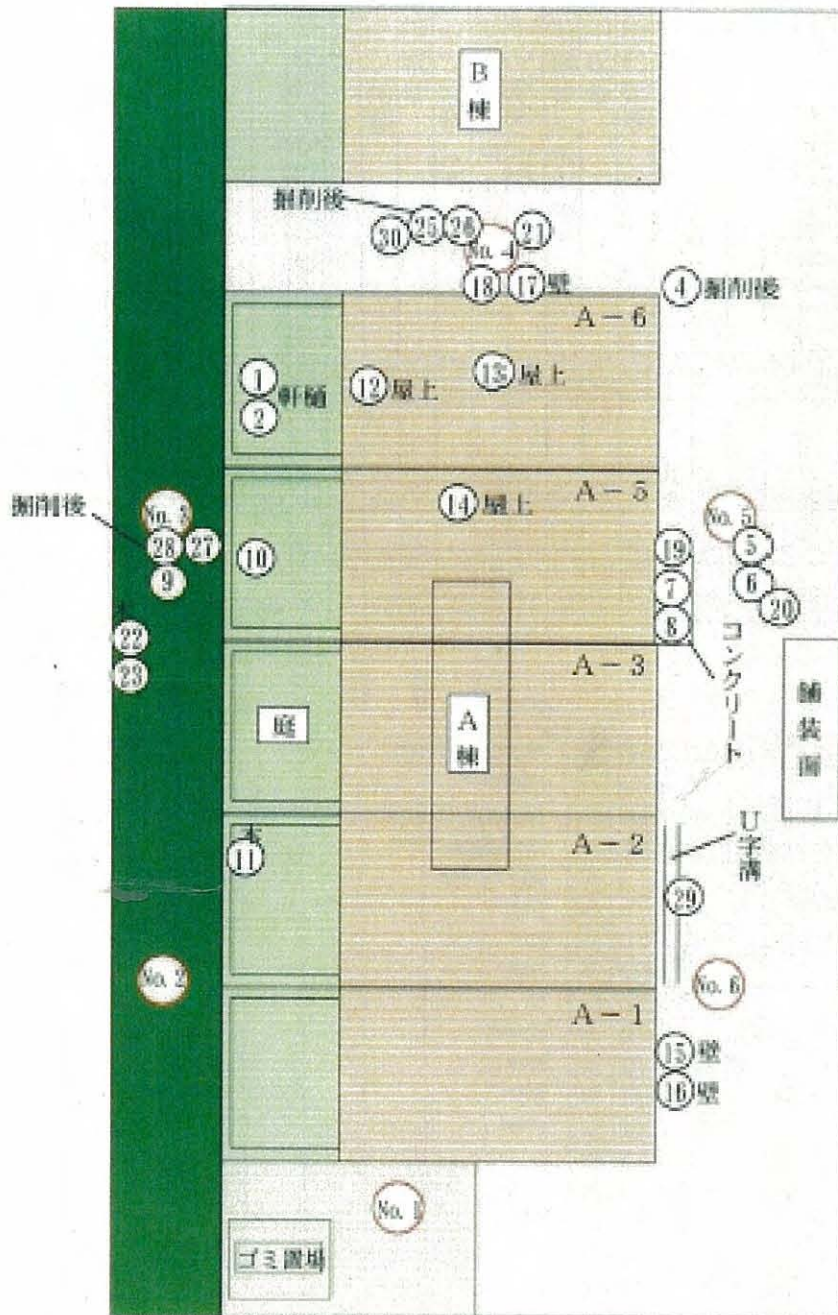 B棟
掘削後
㉚ ㉕ ㉖ ㉑
No. 4
⑱ ⑰ 壁
④ 掘削後
A-6
① ② 軒樋
⑫ 屋上
⑬ 屋上
A-5
⑭ 屋上
掘削後
No. 3
㉘ ㉗
⑨
木
㉒
㉓
⑩
⑲
⑦
⑧
コンクリート
No. 5
⑤
⑥
⑳
舗装面
A-3
庭
A棟
A-2
木
⑪
U字溝
㉙
No. 2
No. 6
A-1
⑮ 壁
⑯ 壁
No. 1
ゴミ置場